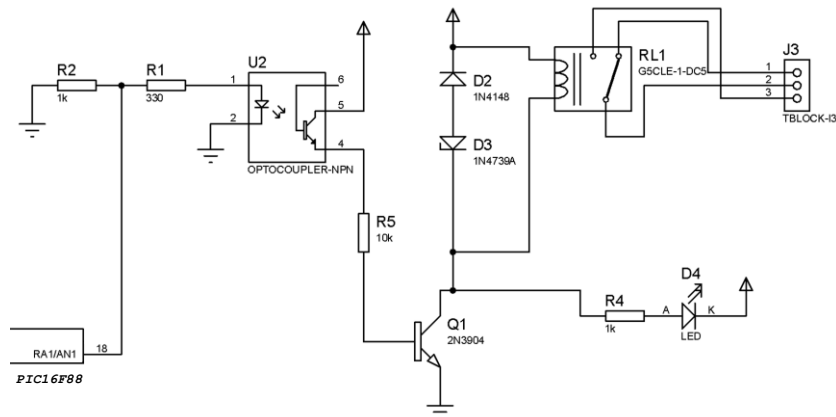 R2
1k
R1
330
U2
1
2
6
5
4
OPTOCOUPLER-NPN
R5
10k
D2
1N4148
D3
1N4739A
RL1
G5CLE-1-DC5
J3
1
2
3
TBLOCK-I3
Q1
2N3904
R4
1k
D4
A
K
LED
RA1/AN1
18
PIC16F88